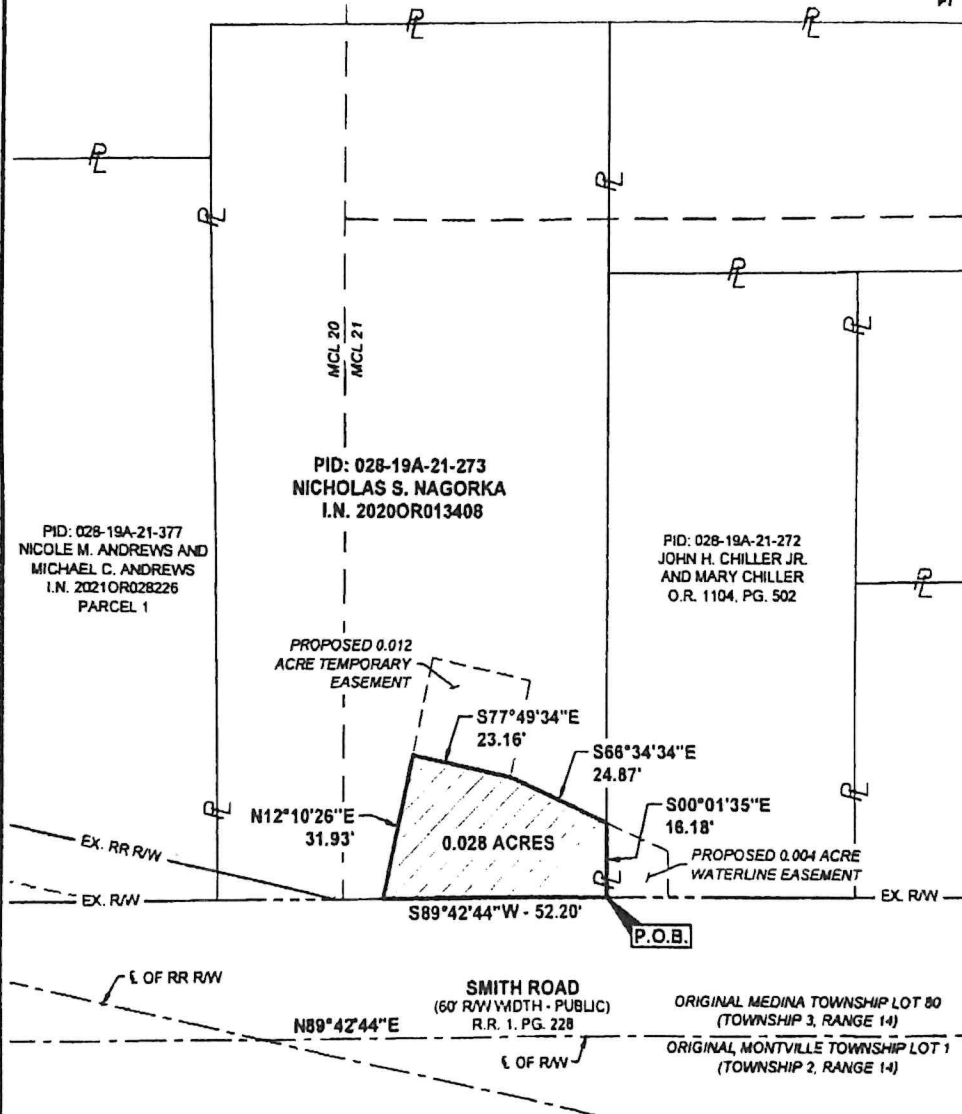 PL
PL
PL
PL
PL
PL
PL
MCL 20
MCL 21
PID: 028-19A-21-273
NICHOLAS S. NAGORKA
I.N. 2020OR013408
PID: 028-19A-21-377
NICOLE M. ANDREWS AND
MICHAEL C. ANDREWS
I.N. 2021OR028226
PARCEL 1
PID: 028-19A-21-272
JOHN H. CHILLER JR.
AND MARY CHILLER
O.R. 1104, PG. 502
PL
PROPOSED 0.012
ACRE TEMPORARY
EASEMENT
S77°49'34"E
23.16'
S66°34'34"E
24.87'
PL
PL
N12°10'26"E
31.93'
0.028 ACRES
S00°01'35"E
16.18'
EX. RR R/W
PROPOSED 0.004 ACRE
WATERLINE EASEMENT
PL
EX. R/W
S89°42'44"W - 52.20'
EX. R/W
P.O.B.
℄ OF RR R/W
SMITH ROAD
(60' R/W WIDTH - PUBLIC)
R.R. 1, PG. 228
N89°42'44"E
℄ OF R/W
ORIGINAL MEDINA TOWNSHIP LOT 80
(TOWNSHIP 3, RANGE 14)
ORIGINAL MONTVILLE TOWNSHIP LOT 1
(TOWNSHIP 2, RANGE 14)